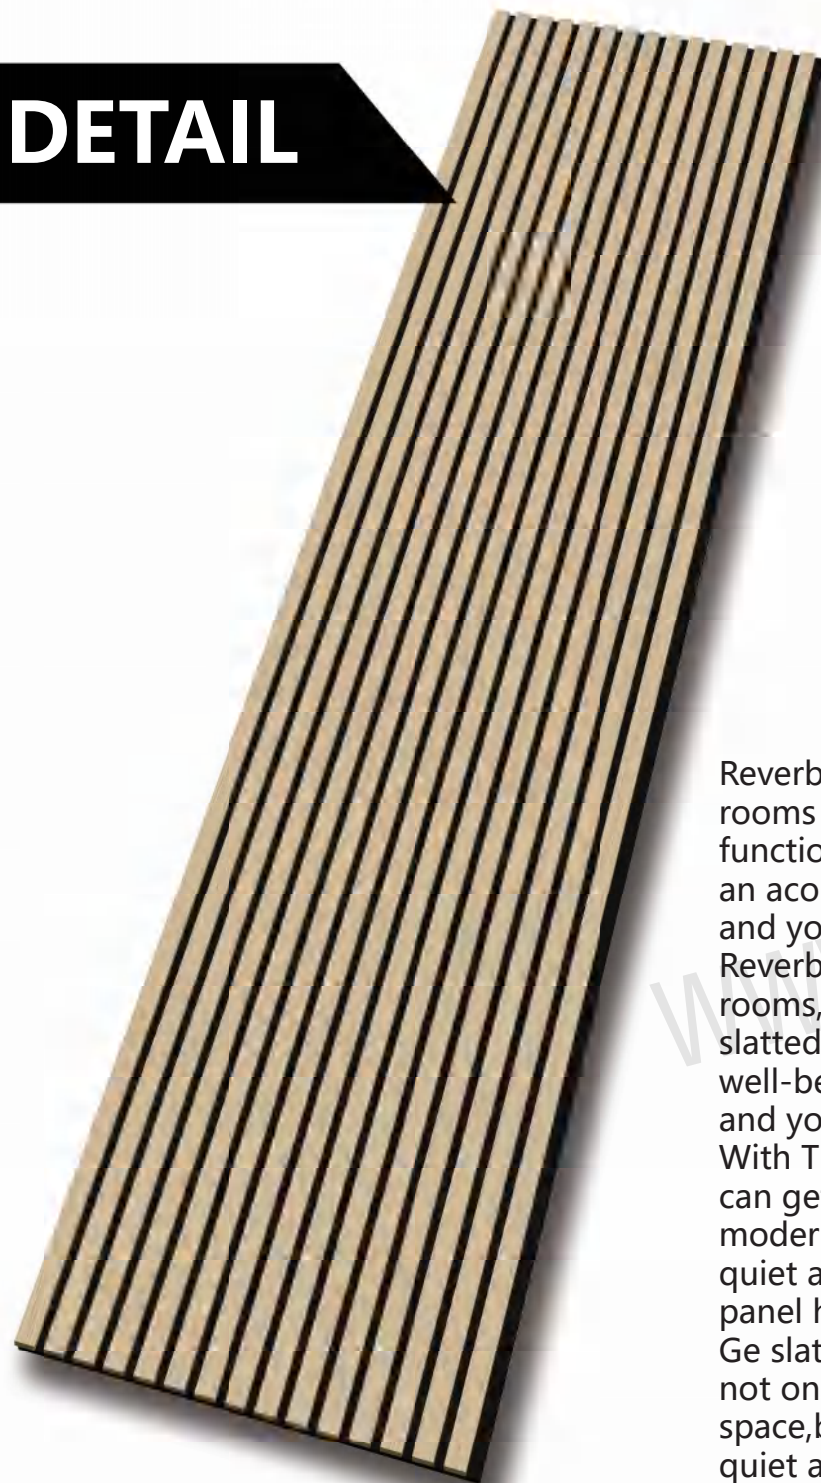 DETAIL
Reverb
rooms
functio
an aco
and yo
Reverb
rooms,
slatted
well-be
and yo
With T
can ge
moder
quiet a
panel h
Ge slat
not on
space,b
quiet a